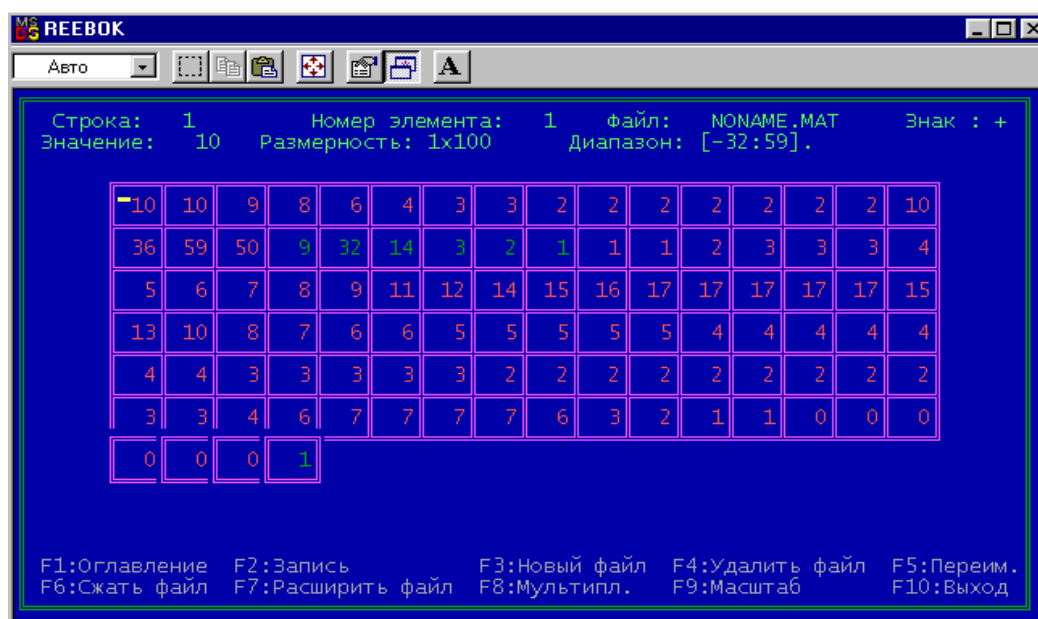 REEBOK
Авто
A
Строка: 1 Номер элемента: 1 Файл: NONAME.MAT Знак : +
Значение: 10 Размерность: 1x100 Диапазон: [-32:59].
10 10 9 8 6 4 3 3 2 2 2 2 2 2 2 10
36 59 50 9 32 14 3 2 1 1 1 2 3 3 3 4
5 6 7 8 9 11 12 14 15 16 17 17 17 17 17 15
13 10 8 7 6 6 5 5 5 5 5 4 4 4 4 4
4 4 3 3 3 3 3 2 2 2 2 2 2 2 2 2
3 3 4 6 7 7 7 7 6 3 2 1 1 0 0 0
0 0 0 1
F1:Оглавление F2:Запись F3:Новый файл F4:Удалить файл F5:Переим.
F6:Сжать файл F7:Расширить файл F8:Мультипл. F9:Масштаб F10:Выход